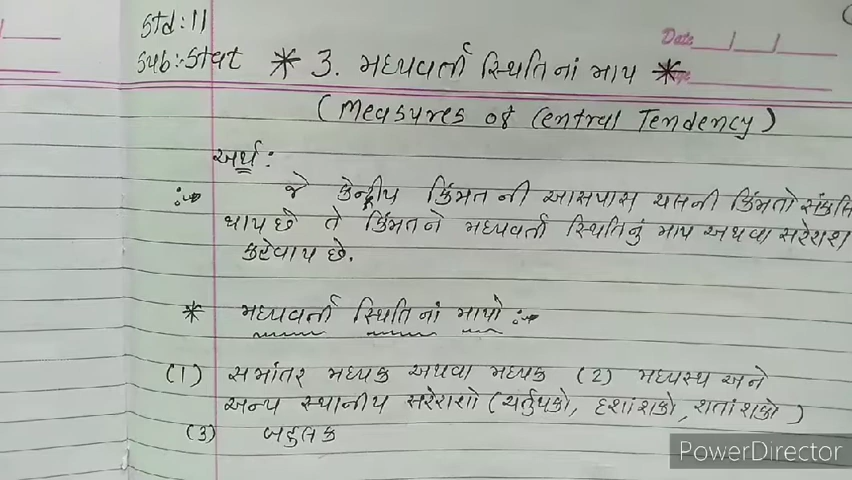 Std:11
Sub:-Stat * 3. મધ્યવર્તી સ્થિતિનાં માપ *
Date
(Measures of Central Tendency)
અર્થ:
જે કેન્દ્રીય કિંમત ની આસપાસ ચલની કિંમતો
થાય છે તે કિંમતને મધ્યવર્તી સ્થિતિનું માપ અથવા સરેરાશ
કહેવાય છે.
* મધ્યવર્તી સ્થિતિ નાં માપો :→
(1) સમાંતર મધ્યક અથવા મધ્યક (2) મધ્યસ્થ અને
અન્ય સ્થાનીય સરેરાશો (ચર્તુથકો, દશાંશકો, શતાંશકો)
(3) બહુલક
PowerDirector